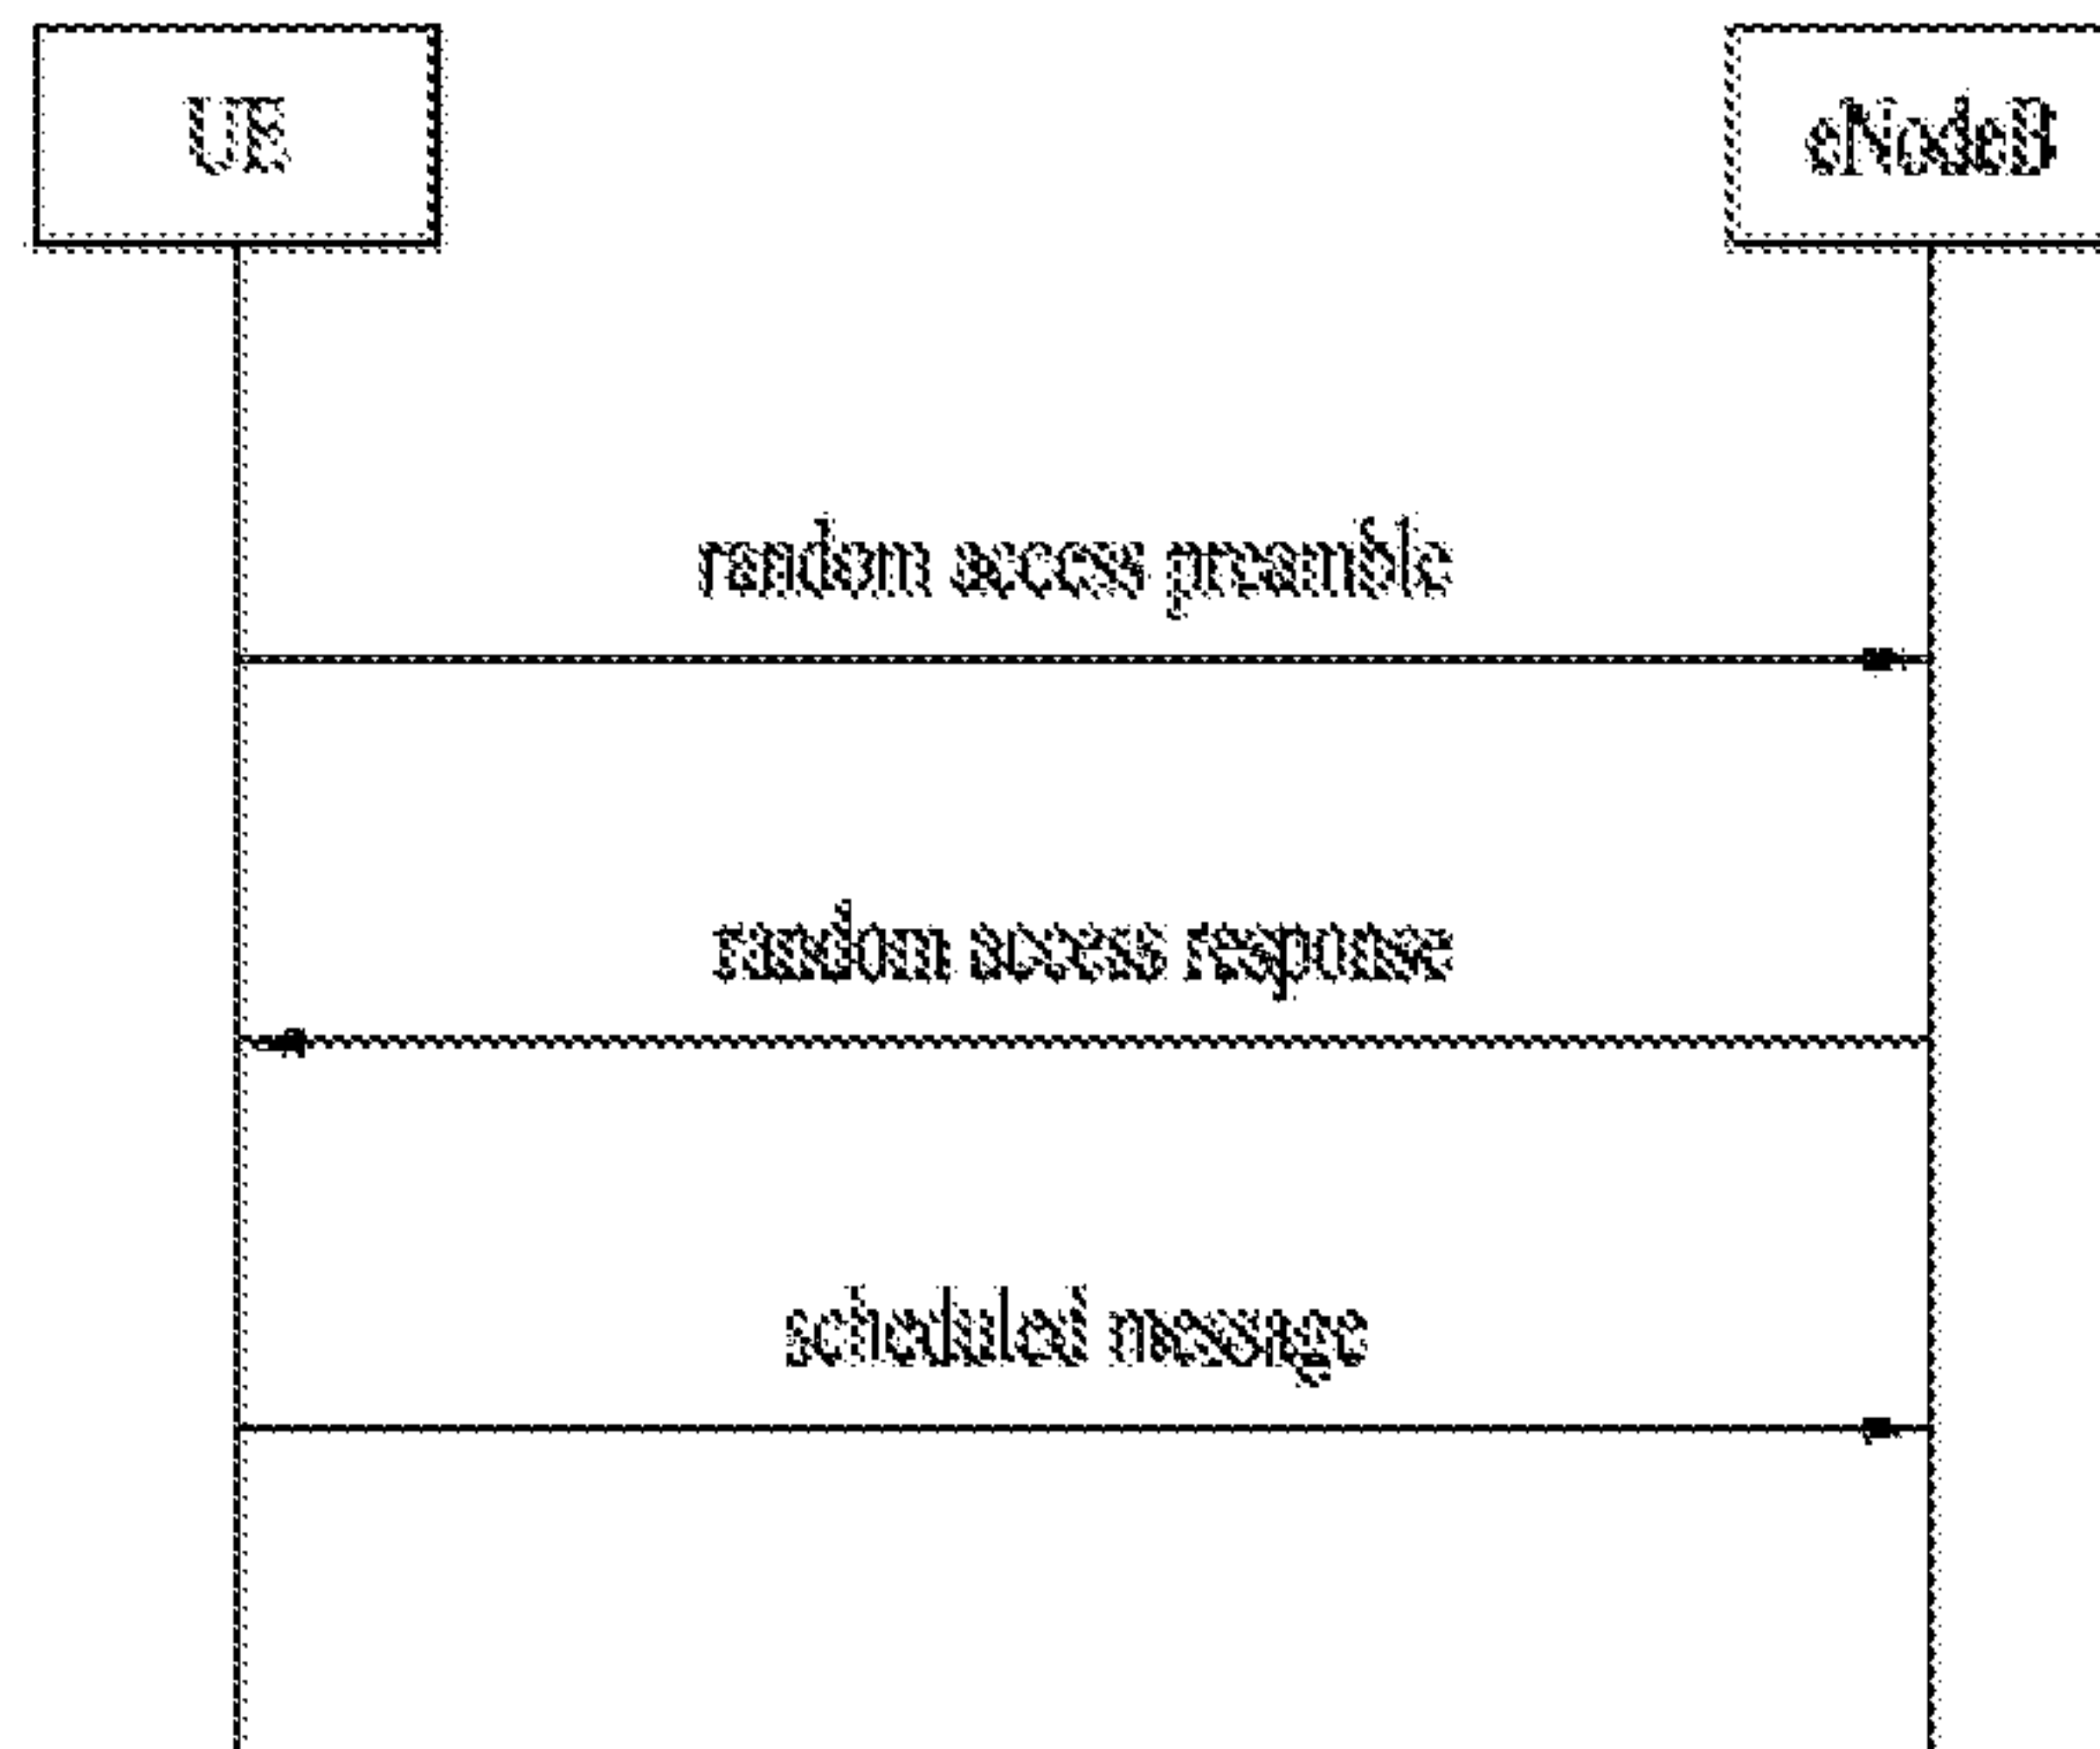 UE
eNodeB
random access preamble
random access response
scheduled message